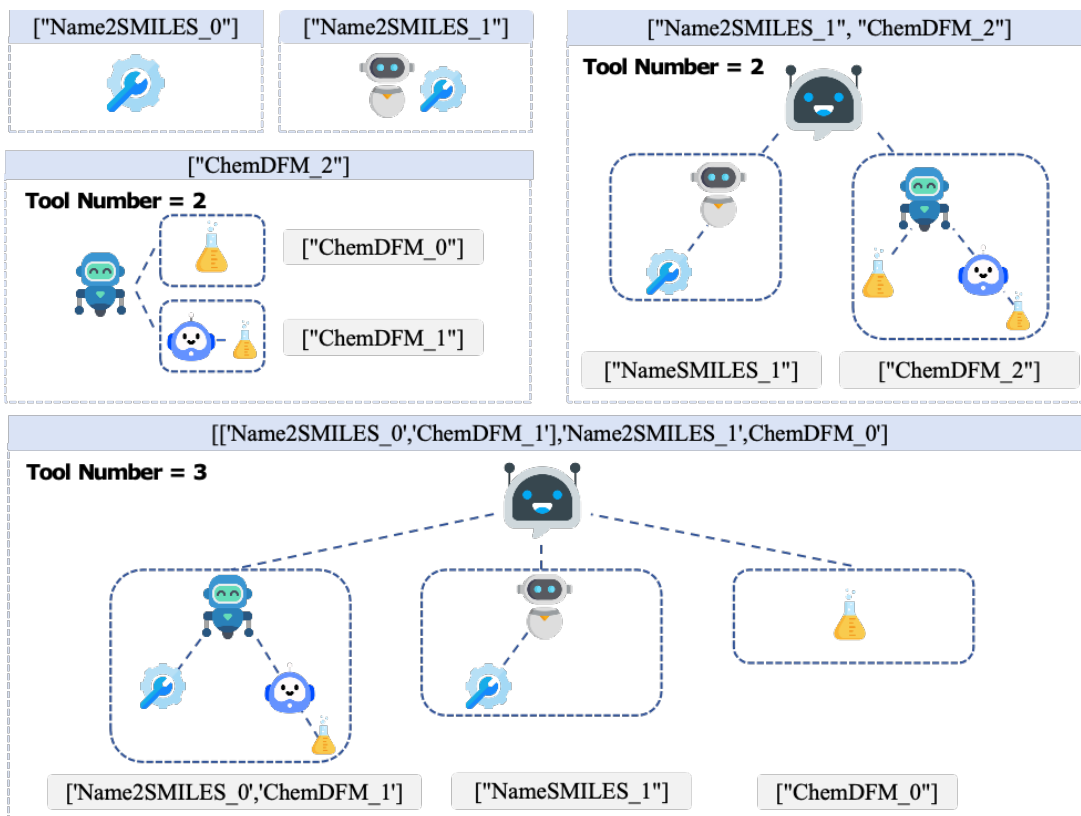 ["Name2SMILES_0"]
["Name2SMILES_1"]
["Name2SMILES_1", "ChemDFM_2"]
Tool Number = 2
["ChemDFM_2"]
Tool Number = 2
["ChemDFM_0"]
["ChemDFM_1"]
["NameSMILES_1"]
["ChemDFM_2"]
[['Name2SMILES_0','ChemDFM_1'],'Name2SMILES_1',ChemDFM_0']
Tool Number = 3
['Name2SMILES_0','ChemDFM_1']
["NameSMILES_1"]
["ChemDFM_0"]